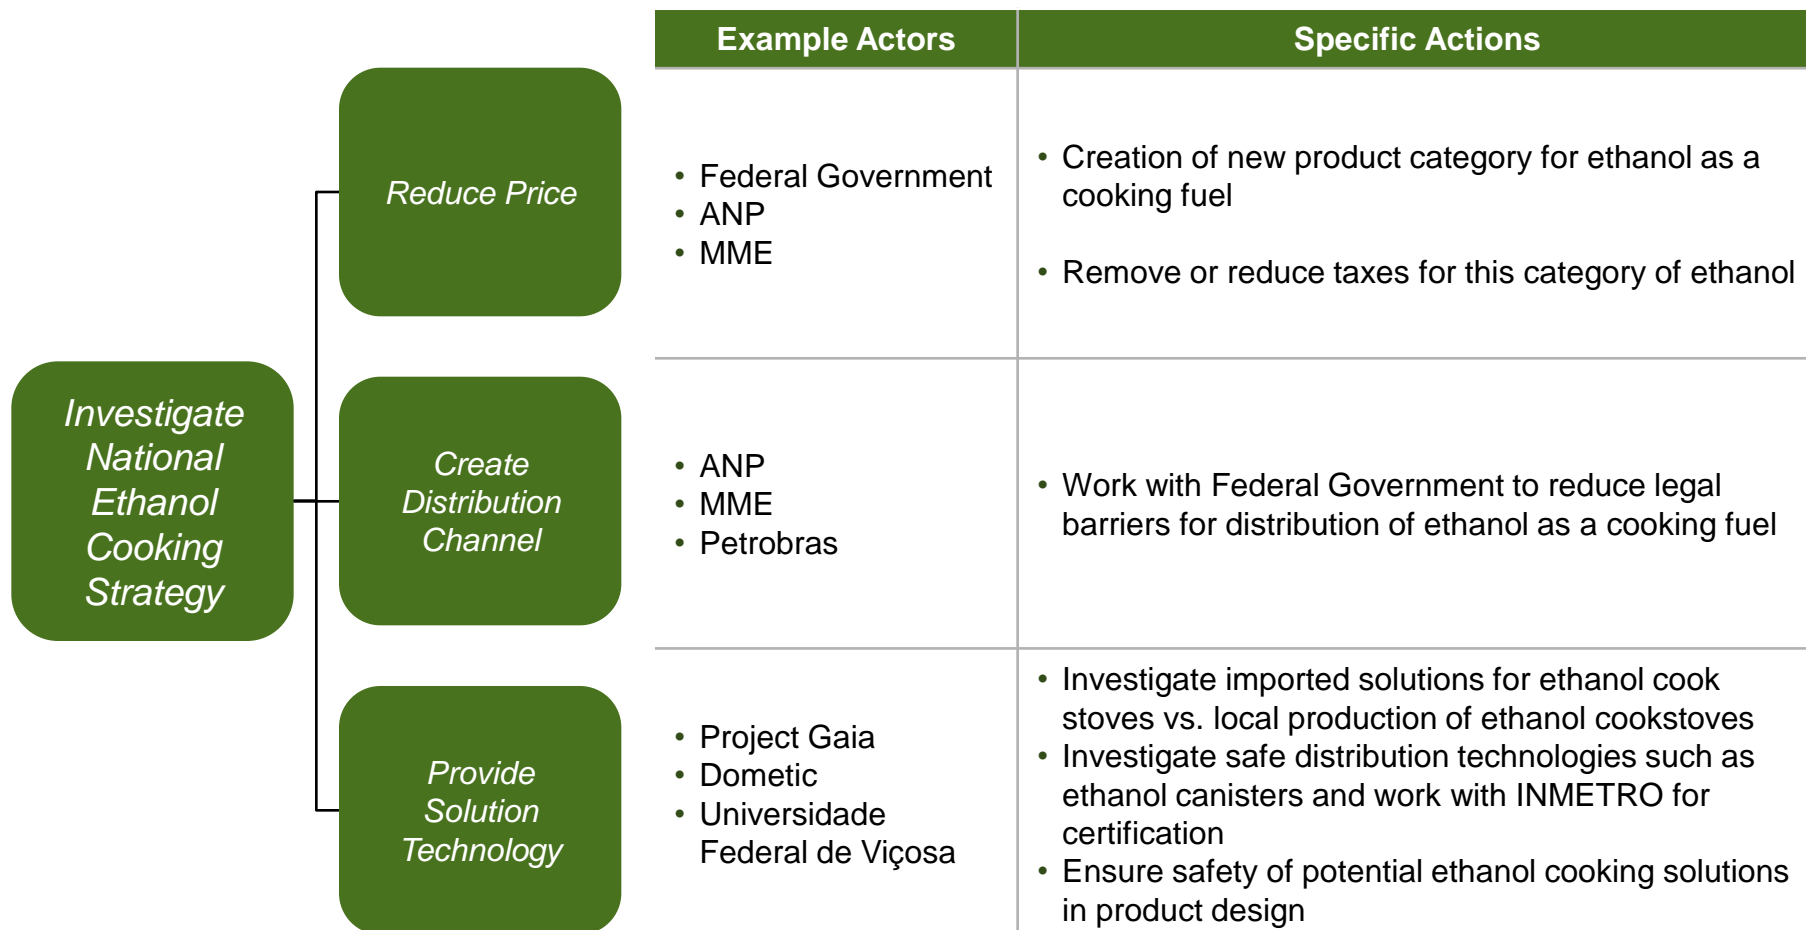 Example Actors
Specific Actions
Investigate
National
Ethanol
Cooking
Strategy
Reduce Price
• Federal Government
• ANP
• MME
• Creation of new product category for ethanol as a
cooking fuel
• Remove or reduce taxes for this category of ethanol
Create
Distribution
Channel
• ANP
• MME
• Petrobras
• Work with Federal Government to reduce legal
barriers for distribution of ethanol as a cooking fuel
Provide
Solution
Technology
• Project Gaia
• Dometic
• Universidade
Federal de Viçosa
• Investigate imported solutions for ethanol cook
stoves vs. local production of ethanol cookstoves
• Investigate safe distribution technologies such as
ethanol canisters and work with INMETRO for
certification
• Ensure safety of potential ethanol cooking solutions
in product design